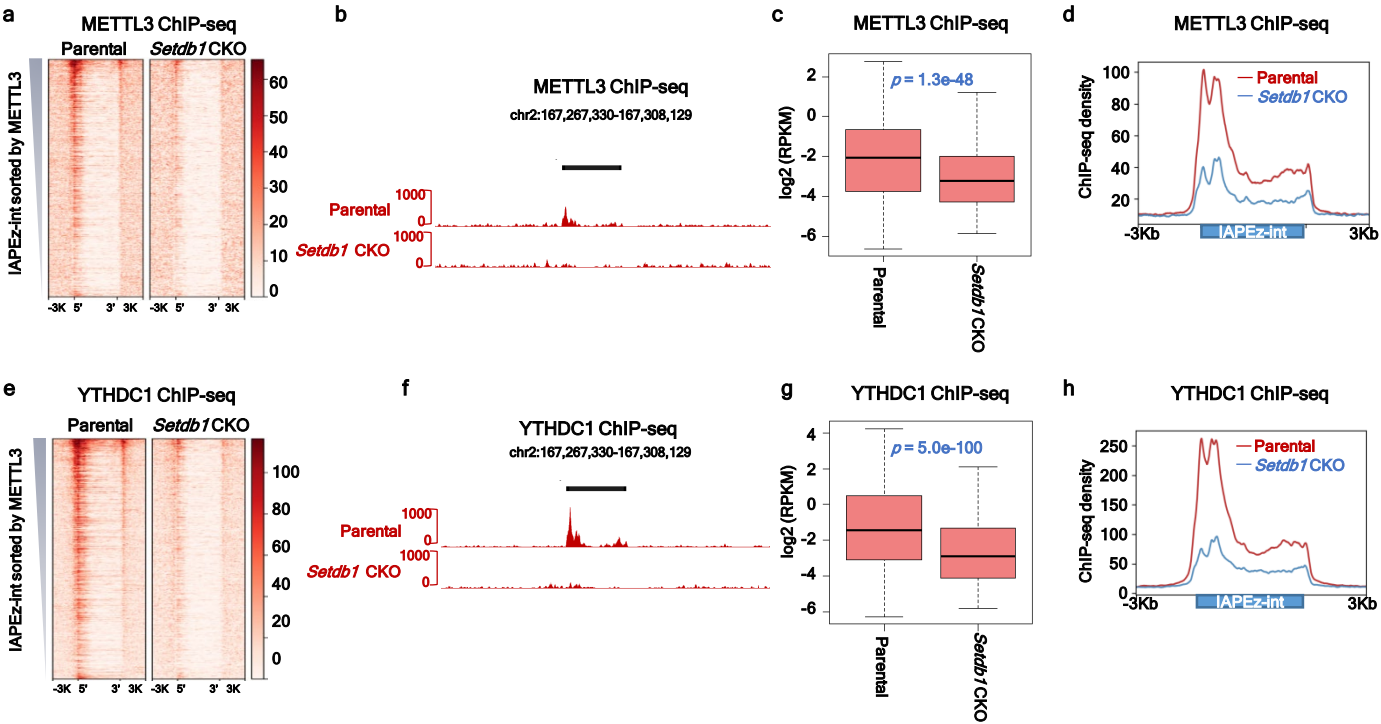 a
METTL3 ChIP-seq
Parental Setdb1 CKO
IAPEz-int sorted by METTL3
60
50
40
30
20
10
0
-3K 5' 3' 3K -3K 5' 3' 3K
b
METTL3 ChIP-seq
chr2:167,267,330-167,308,129
1000
Parental
0
1000
Setdb1 CKO
0
c
METTL3 ChIP-seq
p = 1.3e-48
log2 (RPKM)
2
0
-2
-4
-6
Parental
Setdb1 CKO
d
METTL3 ChIP-seq
ChIP-seq density
100
80
60
40
20
Parental
Setdb1 CKO
-3Kb IAPEz-int 3Kb
e
YTHDC1 ChIP-seq
Parental Setdb1 CKO
IAPEz-int sorted by METTL3
100
80
60
40
20
0
-3K 5' 3' 3K -3K 5' 3' 3K
f
YTHDC1 ChIP-seq
chr2:167,267,330-167,308,129
1000
Parental
0
1000
Setdb1 CKO
0
g
YTHDC1 ChIP-seq
p = 5.0e-100
log2 (RPKM)
4
2
0
-2
-4
-6
Parental
Setdb1 CKO
h
YTHDC1 ChIP-seq
ChIP-seq density
250
200
150
100
50
0
Parental
Setdb1 CKO
-3Kb IAPEz-int 3Kb